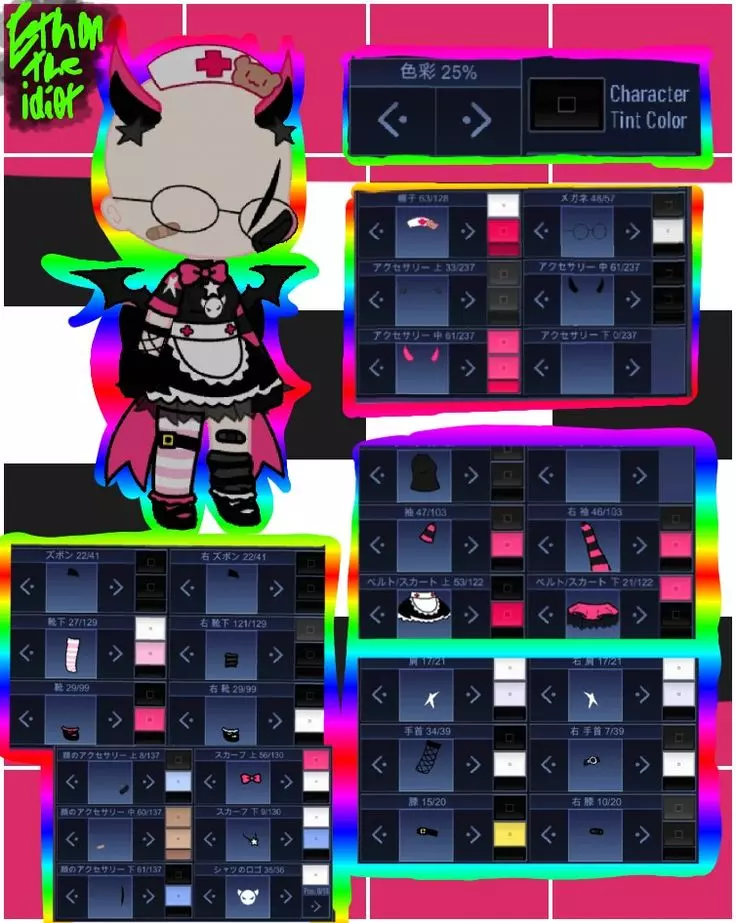 Ethan
the
idiot
色彩 25%
Character
Tint Color
帽子 63/128
メガネ 48/57
アクセサリー 上 33/237
アクセサリー 中 61/237
アクセサリー 中 61/237
アクセサリー 下 0/237
袖 47/103
右 袖 46/103
ベルト/スカート 上 53/122
ベルト/スカート 下 21/122
ズボン 22/41
右 ズボン 22/41
靴下 27/129
右 靴下 121/129
靴 29/99
右 靴 29/99
肩 17/21
右 肩 17/21
手首 34/39
右 手首 7/39
膝 15/20
右 膝 10/20
顔のアクセサリー 上 8/137
スカーフ 上 56/130
顔のアクセサリー 中 60/137
スカーフ 下 9/130
顔のアクセサリー 下 61/137
シャツのロゴ 35/36